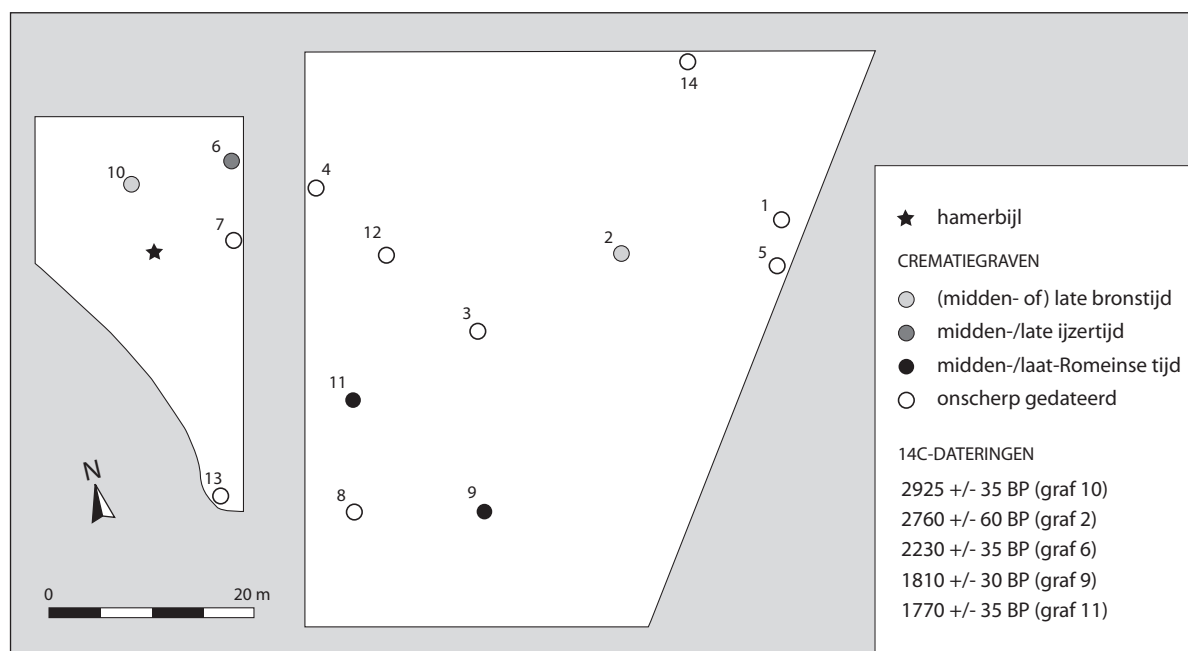 14
6
10
4
7
1
12
2
5
3
11
13
8
9
N
0 20 m
hamerbijl
CREMATIEGRAVEN
(midden- of) late bronstijd
midden-/late ijzertijd
midden-/laat-Romeinse tijd
onscherp gedateerd
14C-DATERINGEN
2925 +/- 35 BP (graf 10)
2760 +/- 60 BP (graf 2)
2230 +/- 35 BP (graf 6)
1810 +/- 30 BP (graf 9)
1770 +/- 35 BP (graf 11)